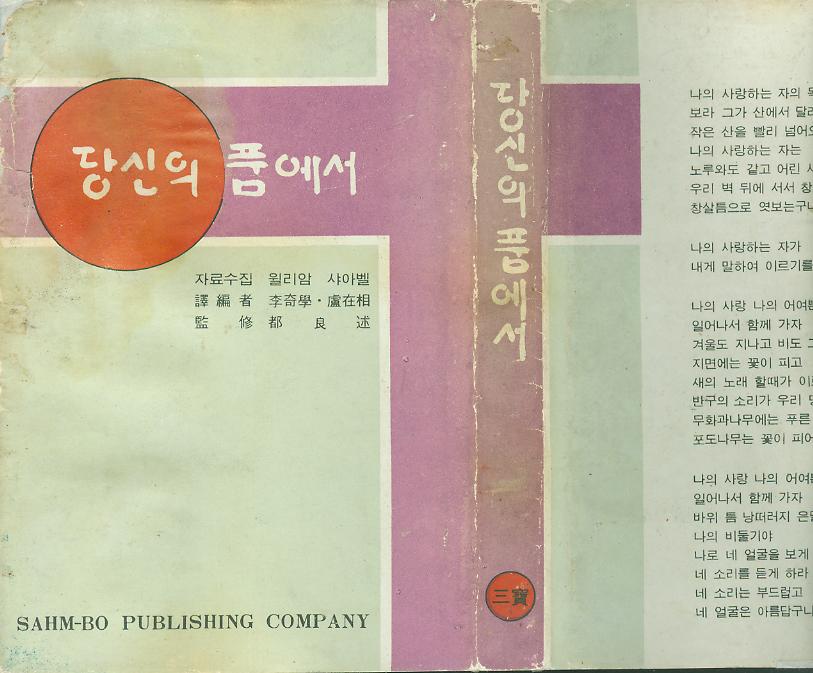 당신의 품에서
자료수집 윌리암 샤아벨
譯編者 李奇學·盧在相
監修 都良述
SAHM-BO PUBLISHING COMPANY
당신의 품에서
三寶
나의 사랑하는 자의
보라 그가 산에서
작은 산을 빨리
나의 사랑하는 자는
노루와도 같고 어린
우리 벽 뒤에 서서
창살틈으로 엿보는구나
나의 사랑하는 자가
내게 말하여 이르기를
나의 사랑 나의
일어나서 함께 가자
겨울도 지나고 비도
지면에는 꽃이 피고
새의 노래 할때가
반구의 소리가 우리
무화과나무에는 푸른
포도나무는 꽃이
나의 사랑 나의
일어나서 함께 가자
바위 틈 낭떠러지
나의 비둘기야
나로 네 얼굴을 보게
네 소리를 듣게 하라
네 소리는 부드럽고
네 얼굴은 아름답구나